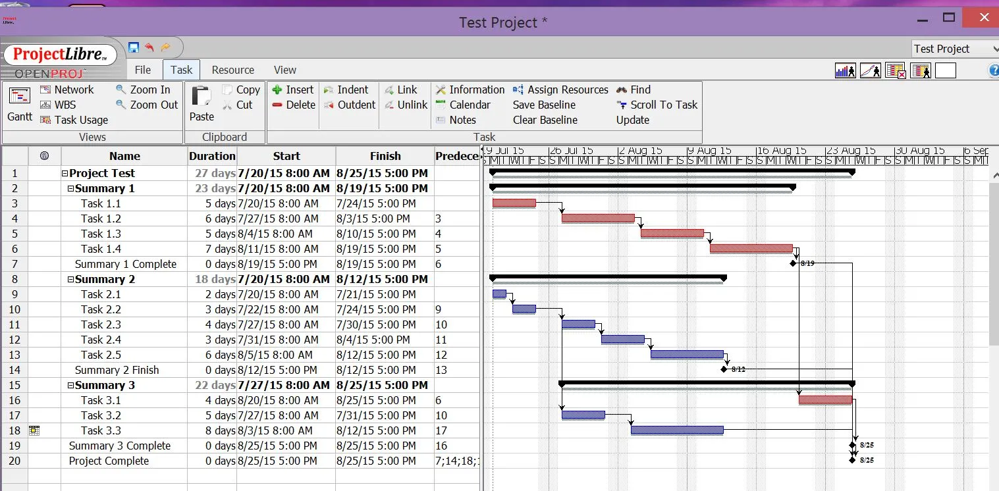 Test Project *
ProjectLibre™
OPENPROJ
Test Project
File Task Resource View
Gantt Network WBS Task Usage Zoom In Zoom Out
Views
Paste Copy Cut
Clipboard
Insert Delete Indent Outdent Link Unlink Information Calendar Notes Assign Resources Save Baseline Clear Baseline Find Scroll To Task Update
Task
Name Duration Start Finish Predece
26 Jul 15 2 Aug 15 9 Aug 15 16 Aug 15 23 Aug 15 30 Aug 15 6 Sep
1 Project Test 27 days 7/20/15 8:00 AM 8/25/15 5:00 PM
2 Summary 1 23 days 7/20/15 8:00 AM 8/19/15 5:00 PM
3 Task 1.1 5 days 7/20/15 8:00 AM 7/24/15 5:00 PM
4 Task 1.2 6 days 7/27/15 8:00 AM 8/3/15 5:00 PM 3
5 Task 1.3 5 days 8/4/15 8:00 AM 8/10/15 5:00 PM 4
6 Task 1.4 7 days 8/11/15 8:00 AM 8/19/15 5:00 PM 5
7 Summary 1 Complete 0 days 8/19/15 5:00 PM 8/19/15 5:00 PM 6 8/19
8 Summary 2 18 days 7/20/15 8:00 AM 8/12/15 5:00 PM
9 Task 2.1 2 days 7/20/15 8:00 AM 7/21/15 5:00 PM
10 Task 2.2 3 days 7/22/15 8:00 AM 7/24/15 5:00 PM 9
11 Task 2.3 4 days 7/27/15 8:00 AM 7/30/15 5:00 PM 10
12 Task 2.4 3 days 7/31/15 8:00 AM 8/4/15 5:00 PM 11
13 Task 2.5 6 days 8/5/15 8:00 AM 8/12/15 5:00 PM 12
14 Summary 2 Finish 0 days 8/12/15 5:00 PM 8/12/15 5:00 PM 13 8/12
15 Summary 3 22 days 7/27/15 8:00 AM 8/25/15 5:00 PM
16 Task 3.1 4 days 8/20/15 8:00 AM 8/25/15 5:00 PM 6
17 Task 3.2 5 days 7/27/15 8:00 AM 7/31/15 5:00 PM 10
18 Task 3.3 8 days 8/3/15 8:00 AM 8/12/15 5:00 PM 17
19 Summary 3 Complete 0 days 8/25/15 5:00 PM 8/25/15 5:00 PM 16 8/25
20 Project Complete 0 days 8/25/15 5:00 PM 8/25/15 5:00 PM 7;14;18; 8/25